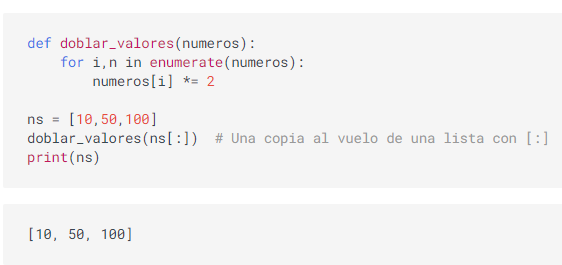 def doblar_valores(numeros):
    for i,n in enumerate(numeros):
        numeros[i] *= 2

ns = [10,50,100]
doblar_valores(ns[:])  # Una copia al vuelo de una lista con [:]
print(ns)

[10, 50, 100]